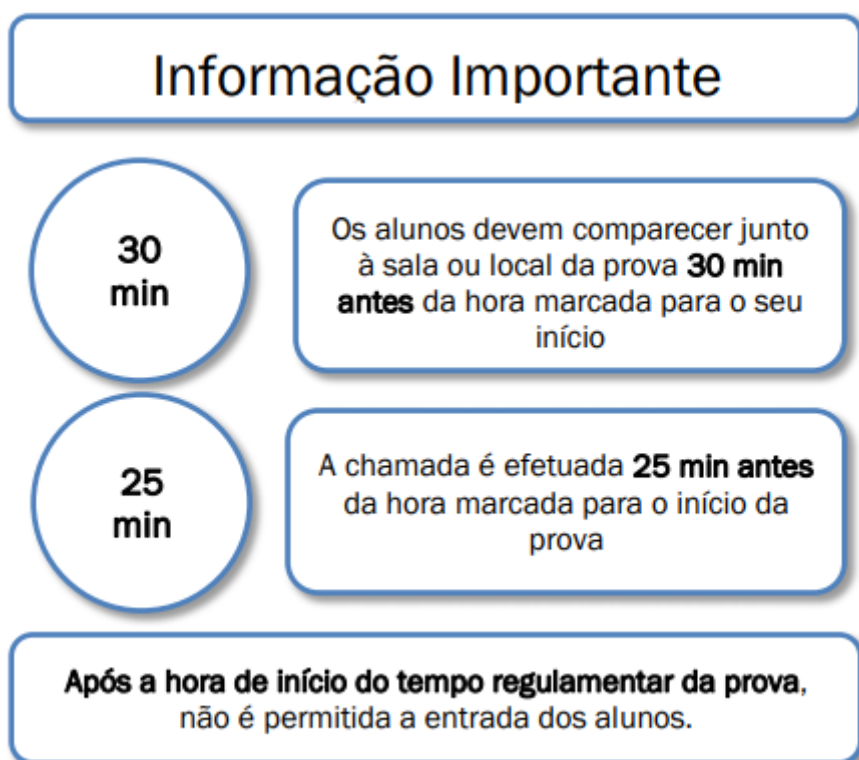 Informação Importante
30
min
Os alunos devem comparecer junto
à sala ou local da prova 30 min
antes da hora marcada para o seu
início
25
min
A chamada é efetuada 25 min antes
da hora marcada para o início da
prova
Após a hora de início do tempo regulamentar da prova,
não é permitida a entrada dos alunos.